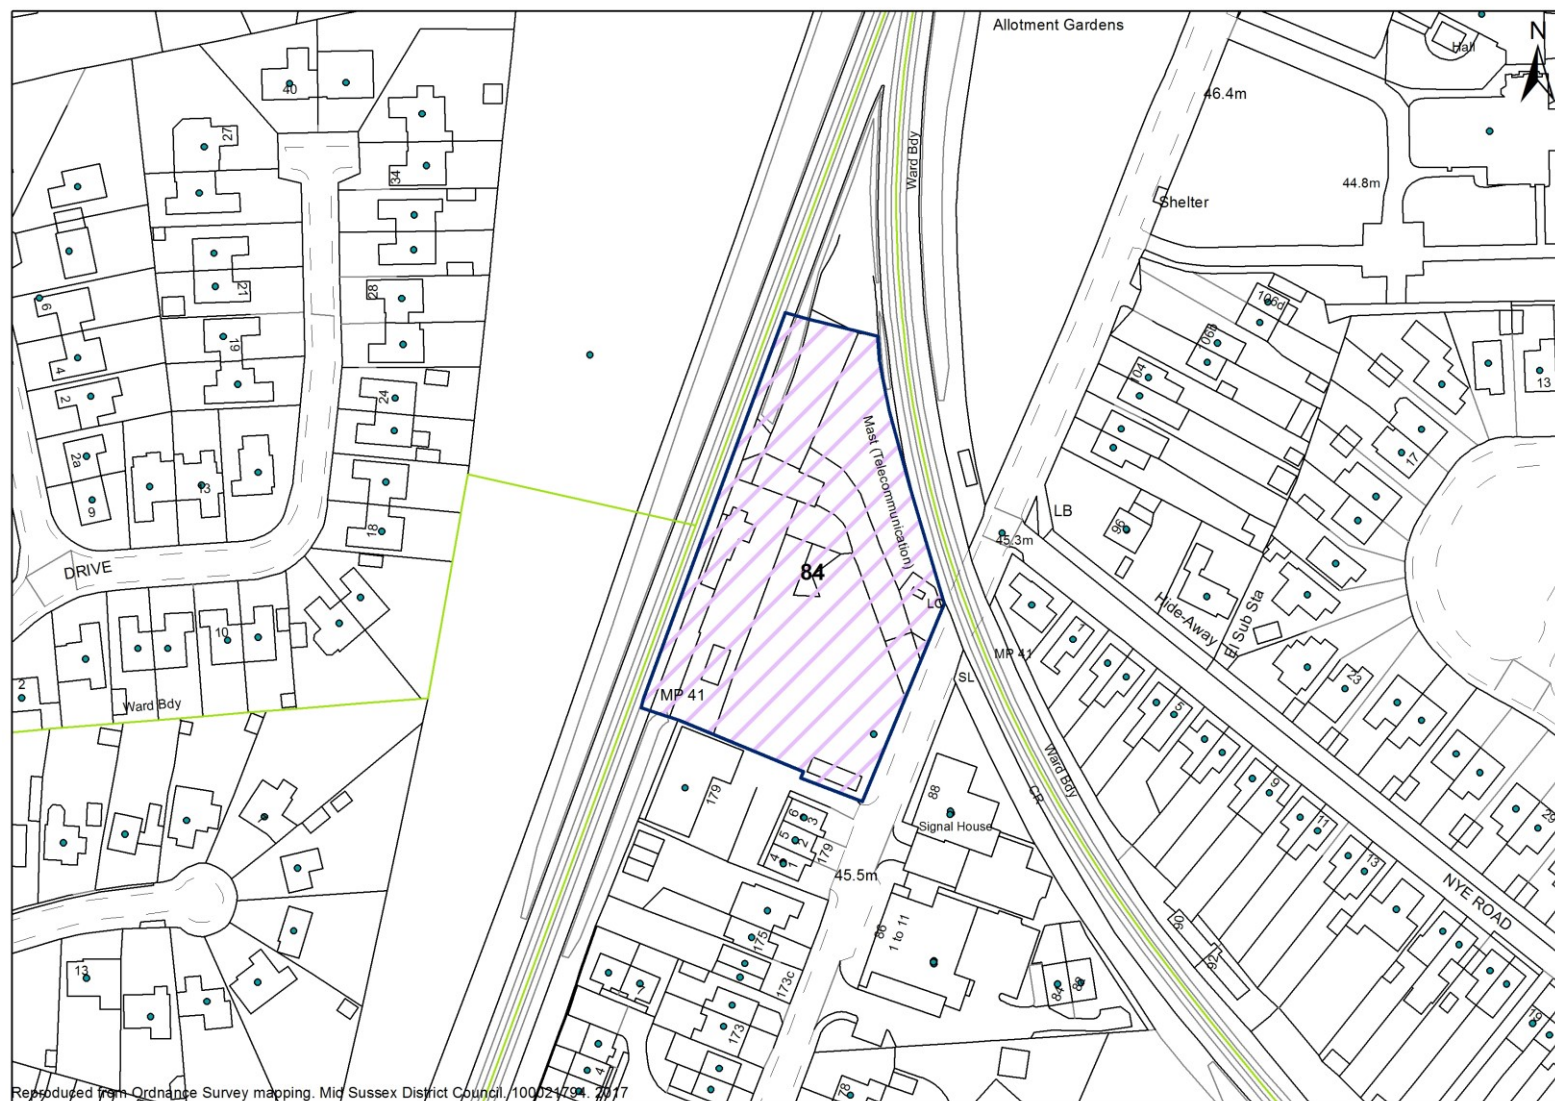 Allotment Gardens
Hall
N
40
46.4m
27
Ward Bdy
34
44.8m
Shelter
21
28
6
106d
19
106b
4
104
13
24
2
Mast (Telecommunication)
17
2a
13
LB
9
18
96
45.3m
DRIVE
84
Hide-Away
El Sub Sta
LC
10
1
MP 41
SL
23
2
MP 41
Ward Bdy
5
Ward Bdy
9
179
88
CR
6
3
Signal House
11
29
5
2
4
1
179
13
45.5m
NYE ROAD
175
86
1 to 11
90
92
13
7
173c
84
173
19
4
78
Reproduced from Ordnance Survey mapping. Mid Sussex District Council. 100021794. 2017